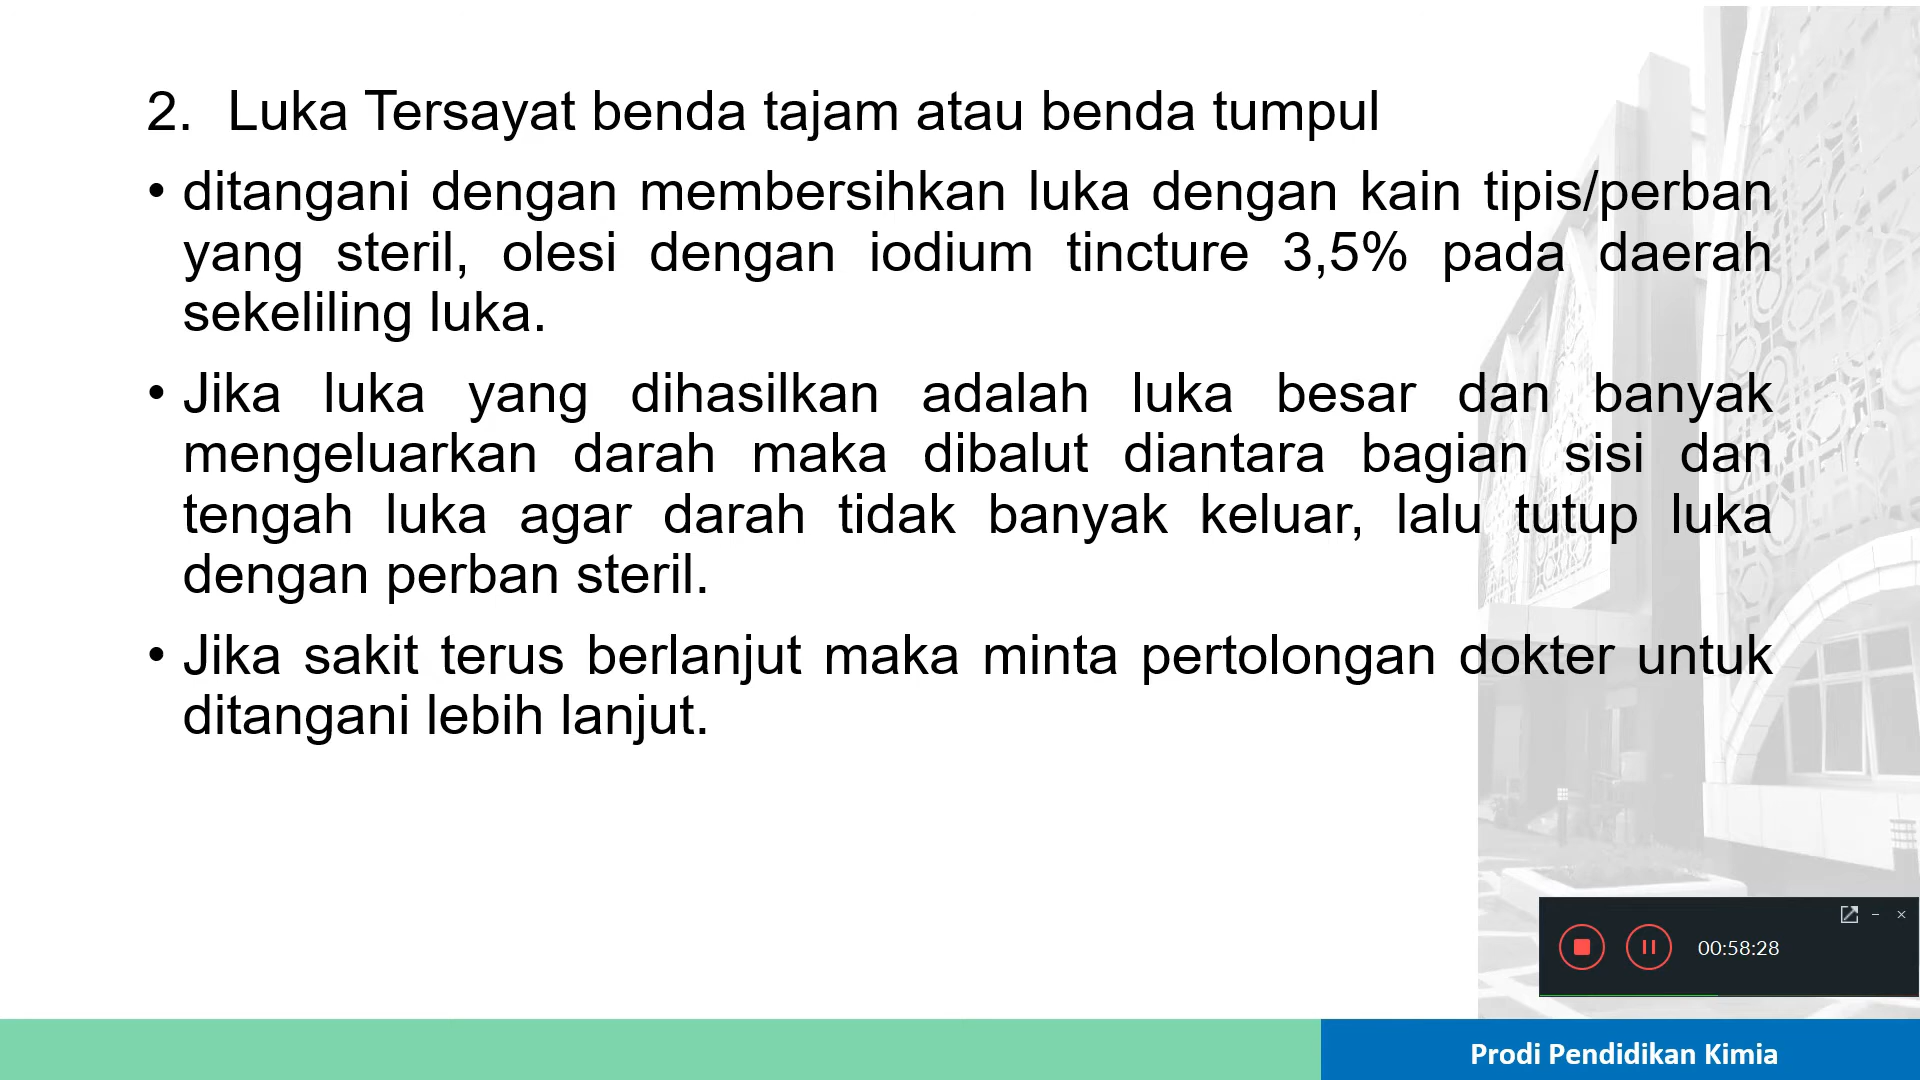 2. Luka Tersayat benda tajam atau benda tumpul
• ditangani dengan membersihkan luka dengan kain tipis/perban
yang steril, olesi dengan iodium tincture 3,5% pada daerah
sekeliling luka.
• Jika luka yang dihasilkan adalah luka besar dan banyak
mengeluarkan darah maka dibalut diantara bagian sisi dan
tengah luka agar darah tidak banyak keluar, lalu tutup luka
dengan perban steril.
• Jika sakit terus berlanjut maka minta pertolongan dokter untuk
ditangani lebih lanjut.
00:58:28
Prodi Pendidikan Kimia